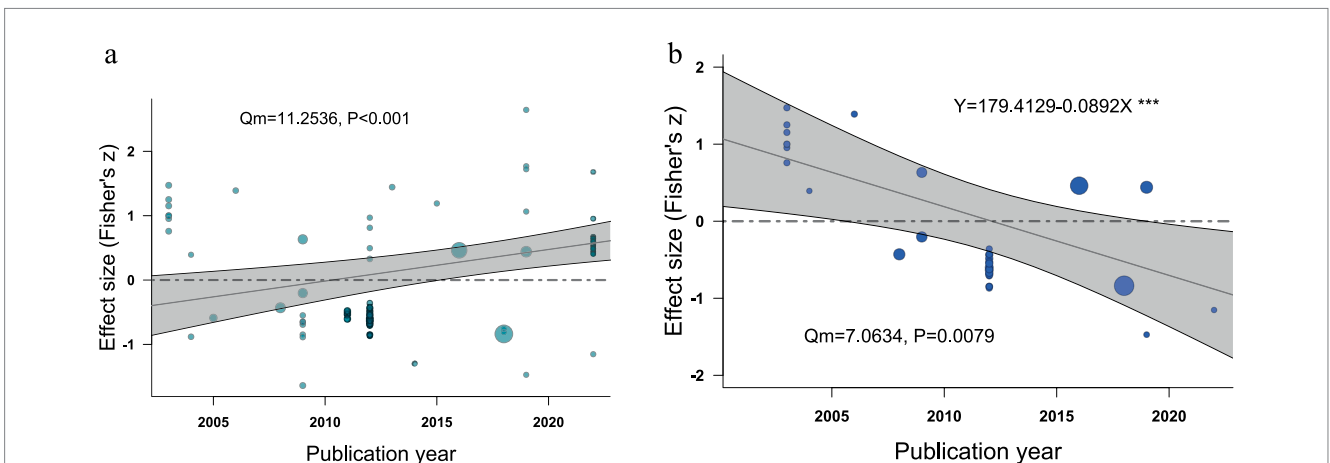 a
Qm=11.2536, P<0.001
Effect size (Fisher's z)
2
1
0
-1
2005
2010
2015
2020
Publication year
b
Y=179.4129-0.0892X ***
Qm=7.0634, P=0.0079
Effect size (Fisher's z)
2
1
0
-1
-2
2005
2010
2015
2020
Publication year